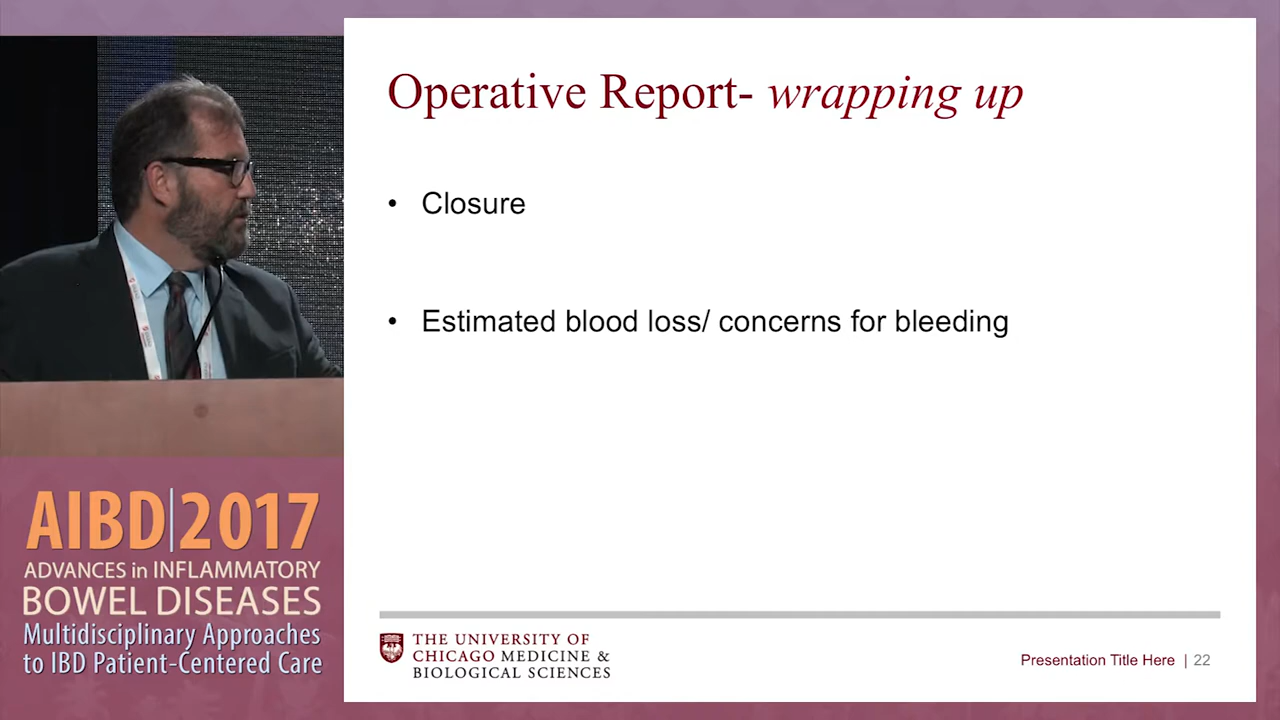 Operative Report- wrapping up
• Closure
• Estimated blood loss/ concerns for bleeding
AIBD|2017
ADVANCES in INFLAMMATORY
BOWEL DISEASES
Multidisciplinary Approaches
to IBD Patient-Centered Care
THE UNIVERSITY OF
CHICAGO MEDICINE &
BIOLOGICAL SCIENCES
Presentation Title Here | 22